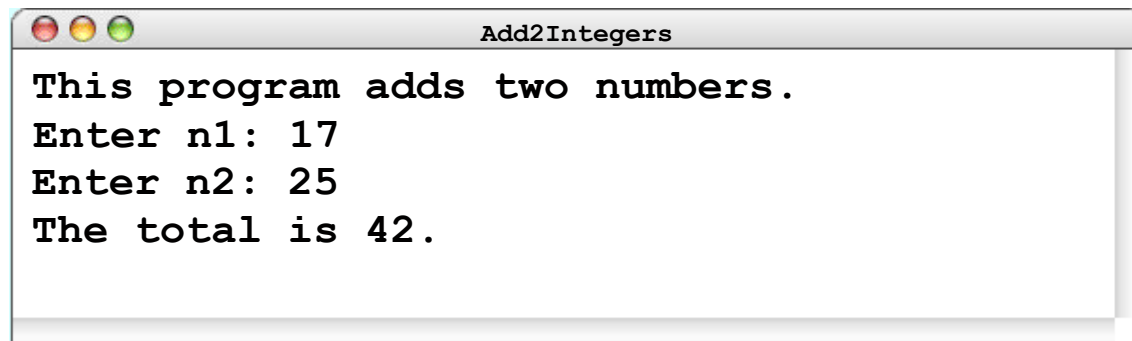 Add2Integers
This program adds two numbers.
Enter n1: 17
Enter n2: 25
The total is 42.